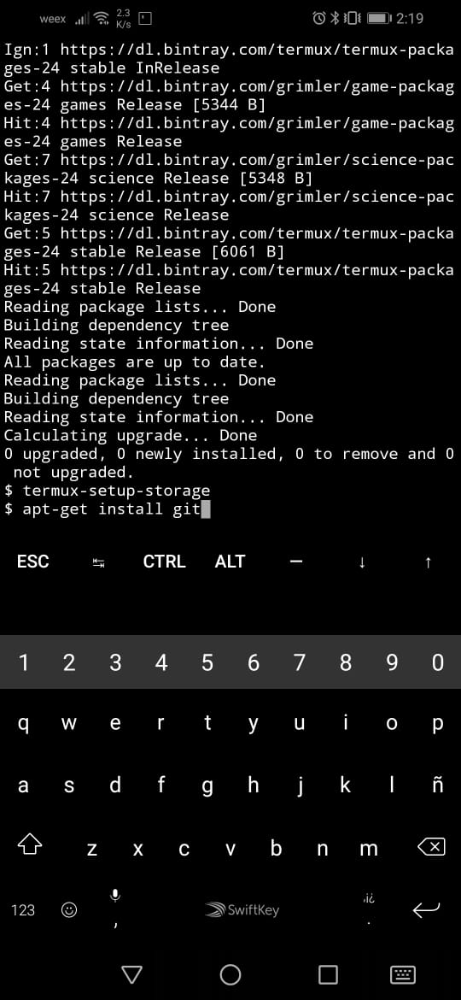 weex 2.3 K/s 2:19
Ign:1 https://dl.bintray.com/termux/termux-packa
ges-24 stable InRelease
Get:4 https://dl.bintray.com/grimler/game-packag
es-24 games Release [5344 B]
Hit:4 https://dl.bintray.com/grimler/game-packag
es-24 games Release
Get:7 https://dl.bintray.com/grimler/science-pac
kages-24 science Release [5348 B]
Hit:7 https://dl.bintray.com/grimler/science-pac
kages-24 science Release
Get:5 https://dl.bintray.com/termux/termux-packa
ges-24 stable Release [6061 B]
Hit:5 https://dl.bintray.com/termux/termux-packa
ges-24 stable Release
Reading package lists... Done
Building dependency tree
Reading state information... Done
All packages are up to date.
Reading package lists... Done
Building dependency tree
Reading state information... Done
Calculating upgrade... Done
0 upgraded, 0 newly installed, 0 to remove and 0
 not upgraded.
$ termux-setup-storage
$ apt-get install git
ESC ↹ CTRL ALT — ↓ ↑
1 2 3 4 5 6 7 8 9 0
q w e r t y u i o p
a s d f g h j k l ñ
z x c v b n m
123 , SwiftKey ,!¿ .